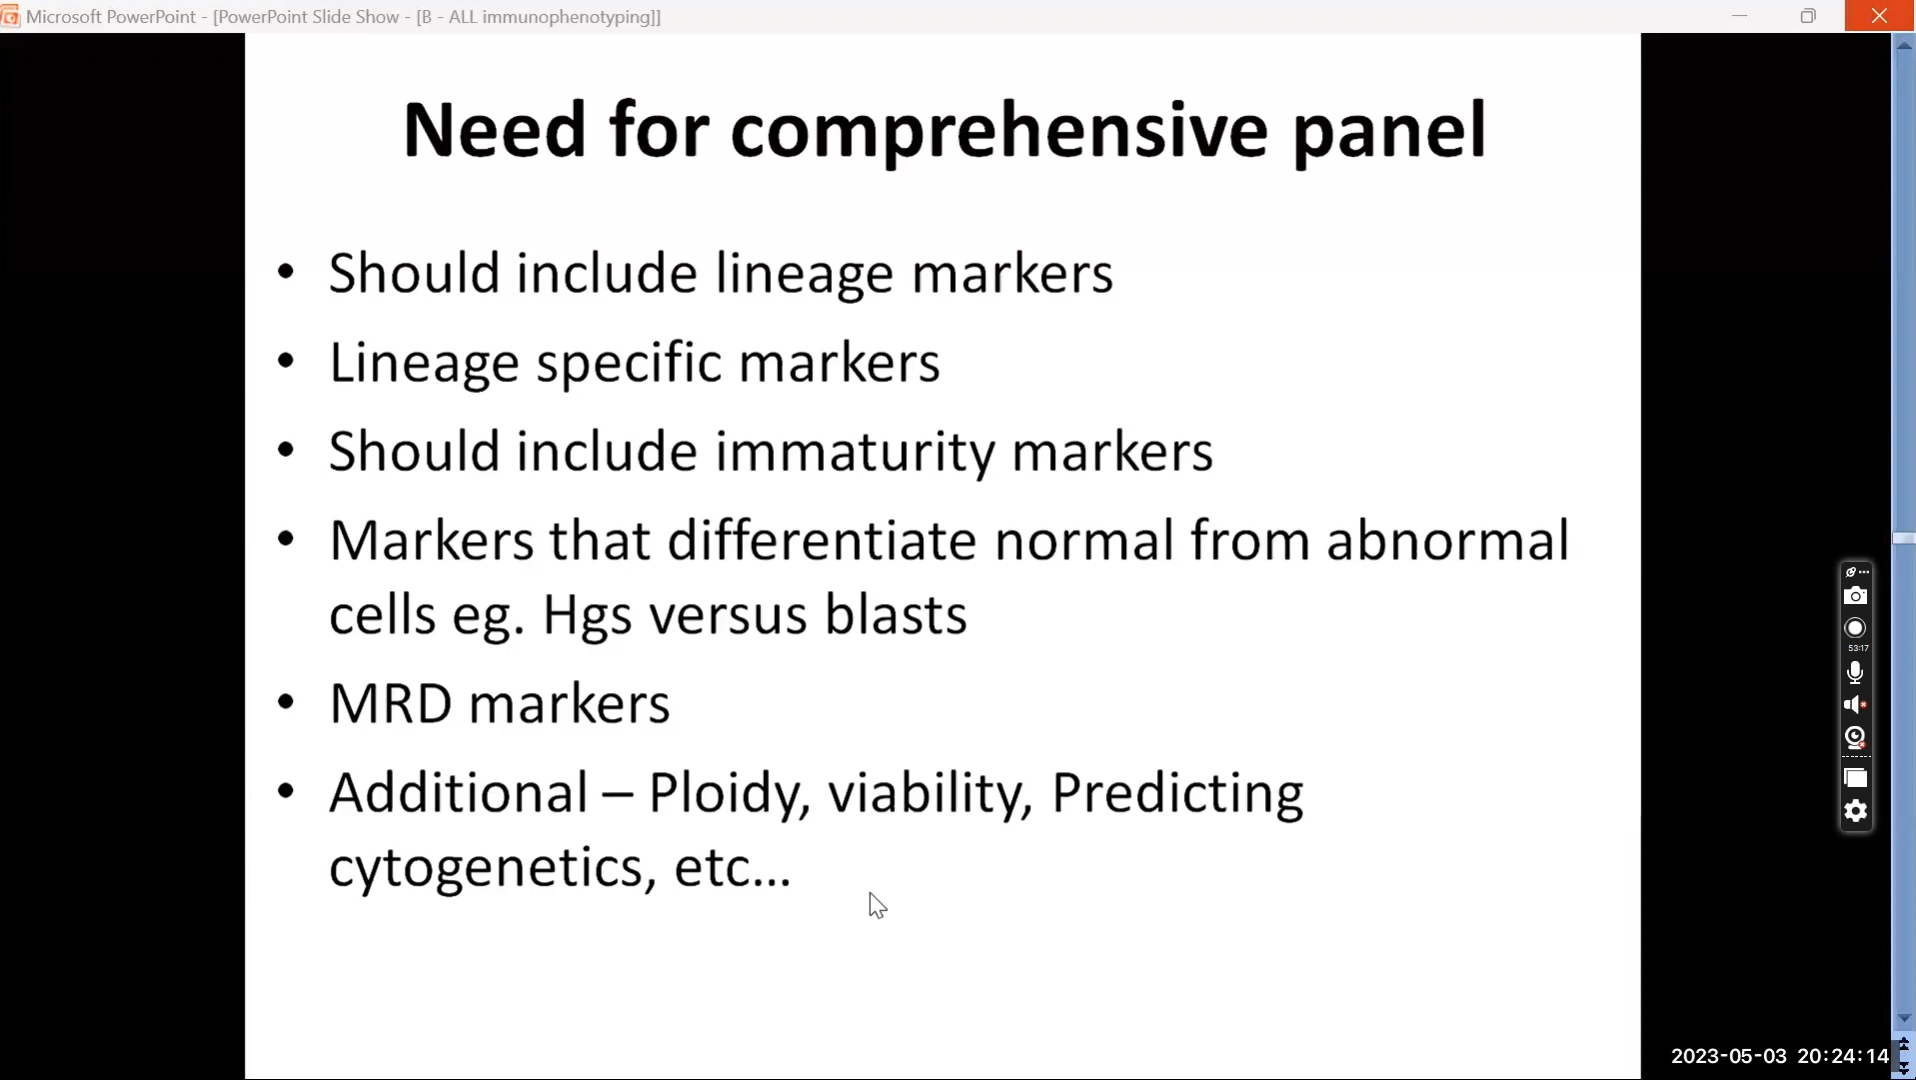 Microsoft PowerPoint - [PowerPoint Slide Show - [B - ALL immunophenotyping]]
Need for comprehensive panel
• Should include lineage markers
• Lineage specific markers
• Should include immaturity markers
• Markers that differentiate normal from abnormal
cells eg. Hgs versus blasts
• MRD markers
• Additional – Ploidy, viability, Predicting
cytogenetics, etc...
53:17
2023-05-03 20:24:14